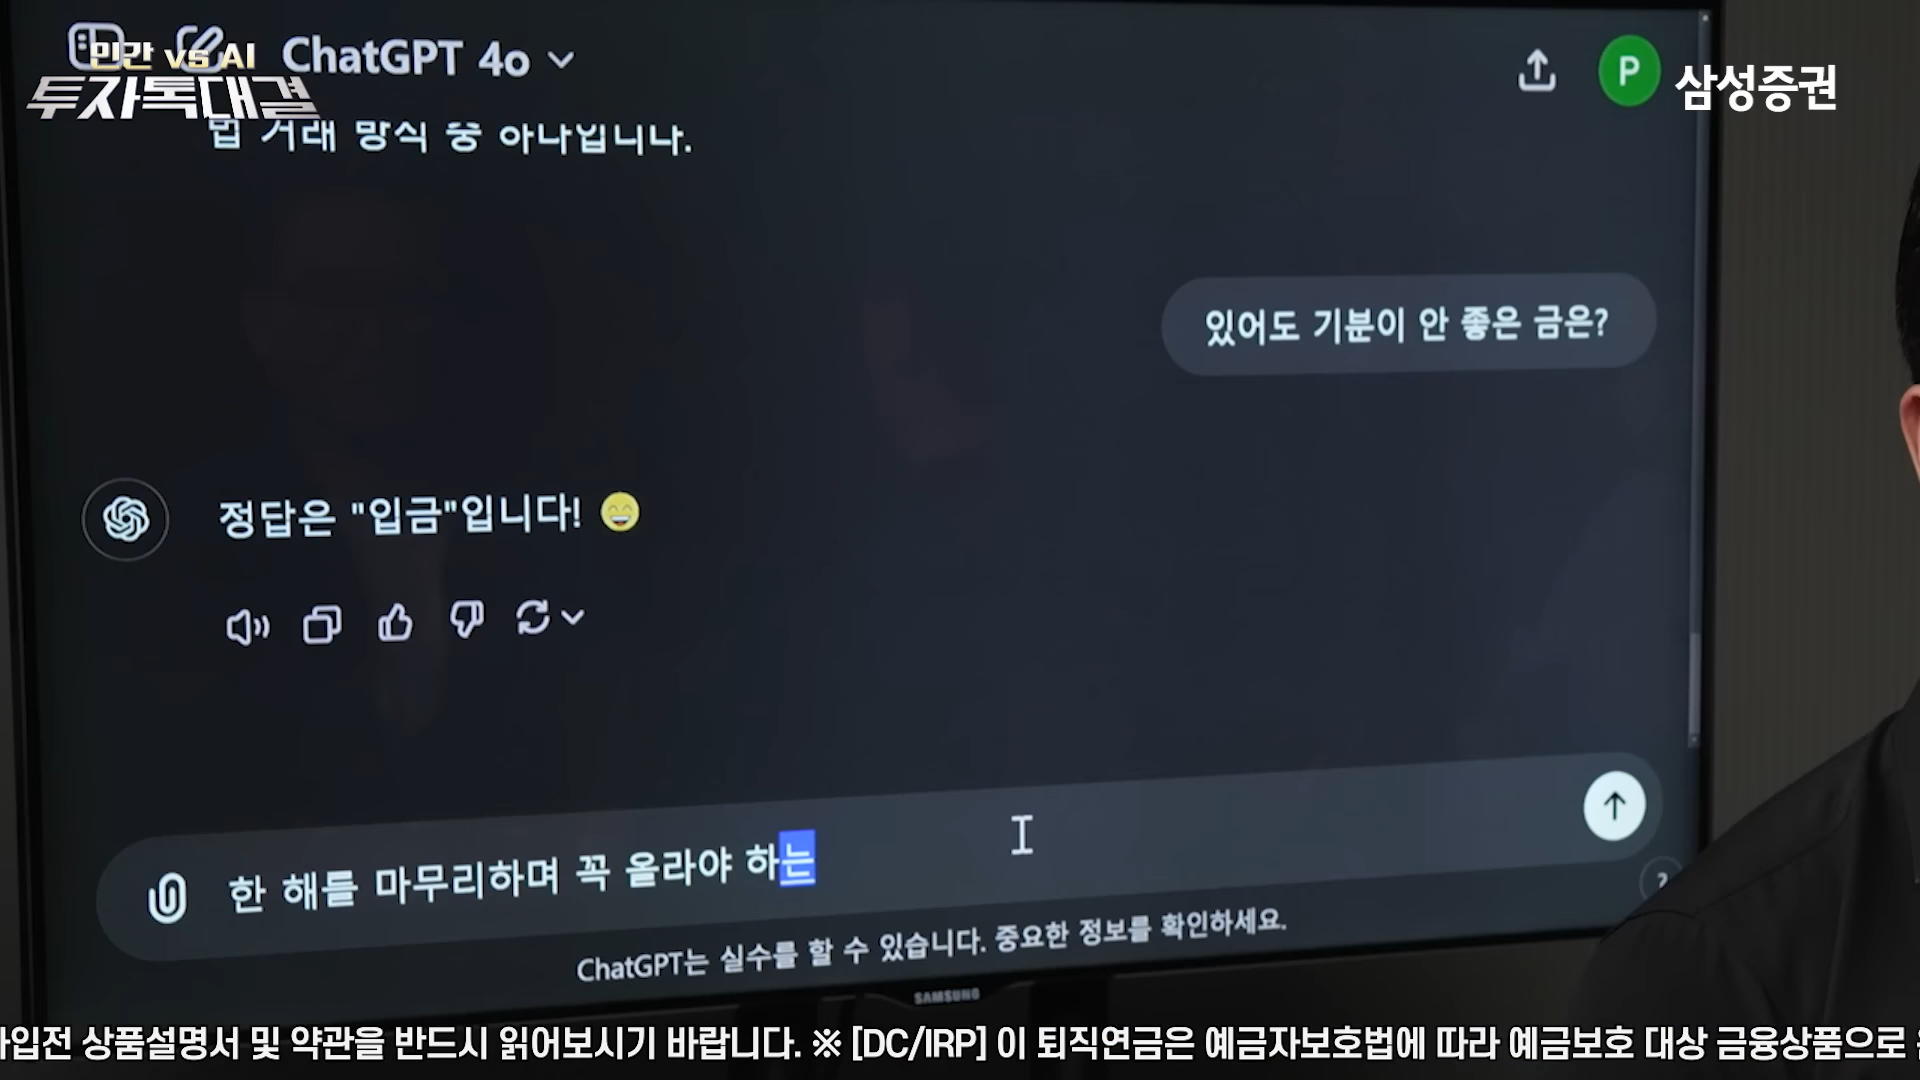 인간 vs AI
투자톡대결
ChatGPT 4o
P
삼성증권
법 거래 방식 중 하나입니다.
있어도 기분이 안 좋은 금은?
정답은 "입금"입니다! 😄
한 해를 마무리하며 꼭 올라야 하는
?
ChatGPT는 실수를 할 수 있습니다. 중요한 정보를 확인하세요.
SAMSUNG
가입전 상품설명서 및 약관을 반드시 읽어보시기 바랍니다. ※ [DC/IRP] 이 퇴직연금은 예금자보호법에 따라 예금보호 대상 금융상품으로